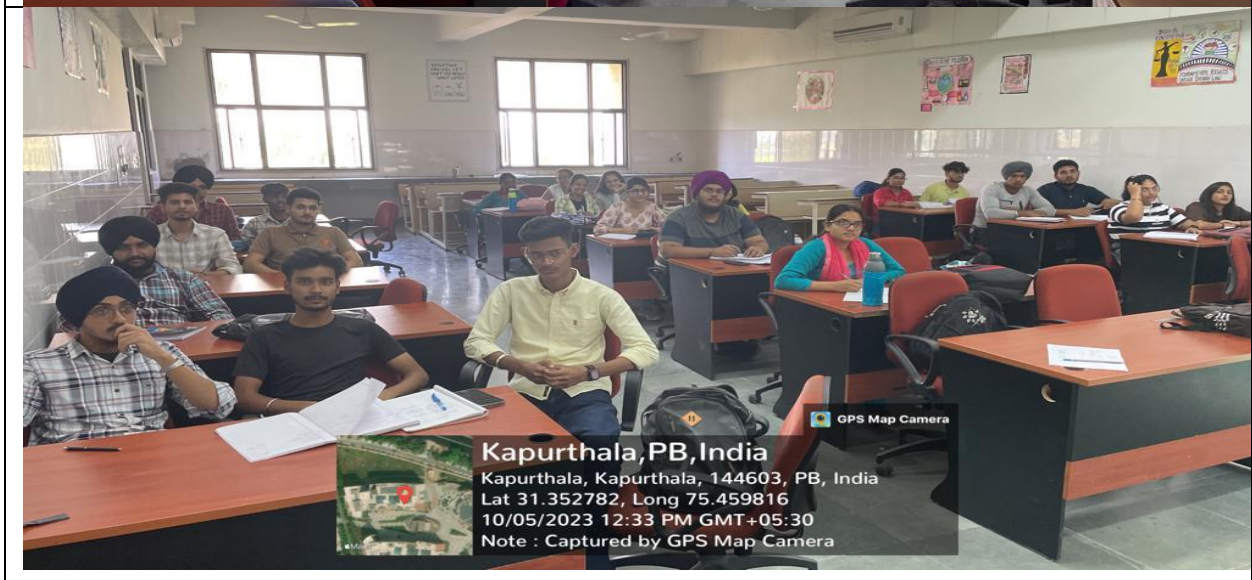 GPS Map Camera
Kapurthala,PB,India
Kapurthala, Kapurthala, 144603, PB, India
Lat 31.352782, Long 75.459816
10/05/2023 12:33 PM GMT+05:30
Note : Captured by GPS Map Camera